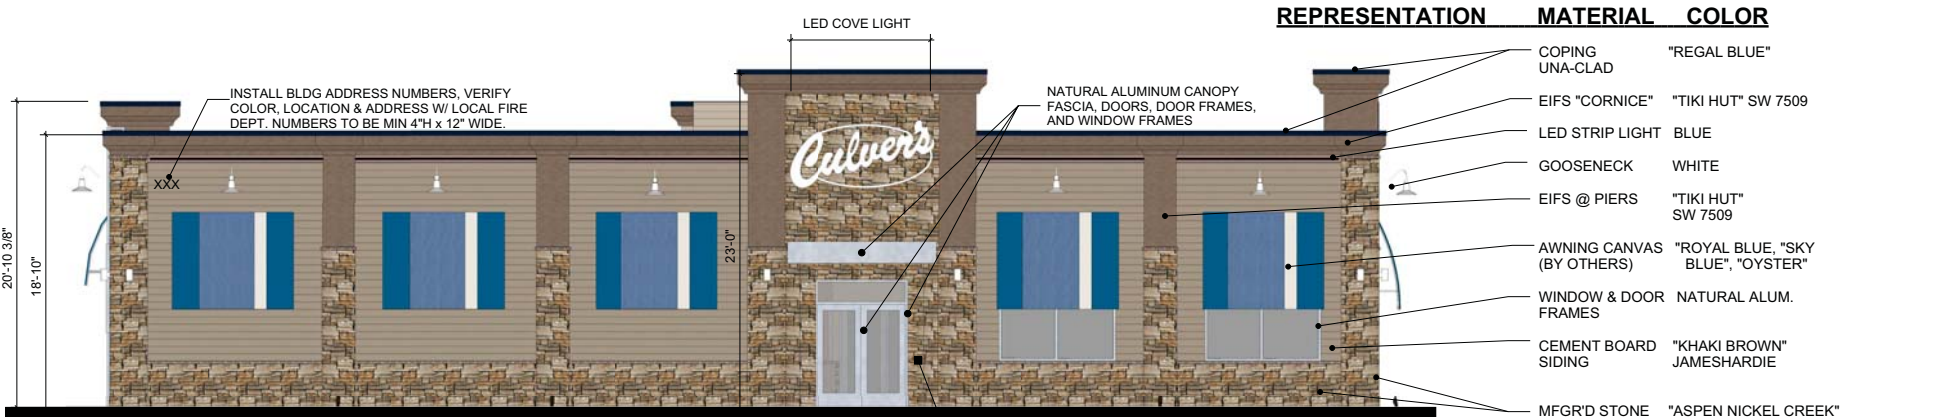 LED COVE LIGHT
REPRESENTATION MATERIAL COLOR
INSTALL BLDG ADDRESS NUMBERS, VERIFY
COLOR, LOCATION & ADDRESS W/ LOCAL FIRE
DEPT. NUMBERS TO BE MIN 4"H x 12" WIDE.
NATURAL ALUMINUM CANOPY
FASCIA, DOORS, DOOR FRAMES,
AND WINDOW FRAMES
XXX
Culver's
20'-10 3/8"
18'-10"
23'-0"
COPING "REGAL BLUE"
UNA-CLAD
EIFS "CORNICE" "TIKI HUT" SW 7509
LED STRIP LIGHT BLUE
GOOSENECK WHITE
EIFS @ PIERS "TIKI HUT"
SW 7509
AWNING CANVAS "ROYAL BLUE, "SKY
(BY OTHERS) BLUE", "OYSTER"
WINDOW & DOOR NATURAL ALUM.
FRAMES
CEMENT BOARD "KHAKI BROWN"
SIDING JAMESHARDIE
MFGR'D STONE "ASPEN NICKEL CREEK"